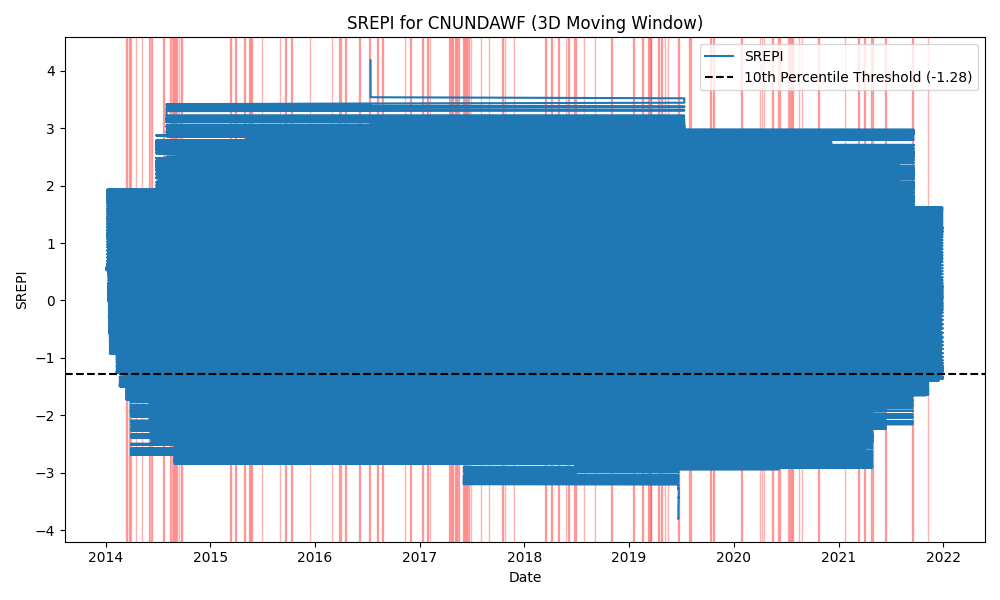 SREPI for CNUNDAWF (3D Moving Window)
SREPI
10th Percentile Threshold (-1.28)
SREPI
4
3
2
1
0
−1
−2
−3
−4
2014 2015 2016 2017 2018 2019 2020 2021 2022
Date